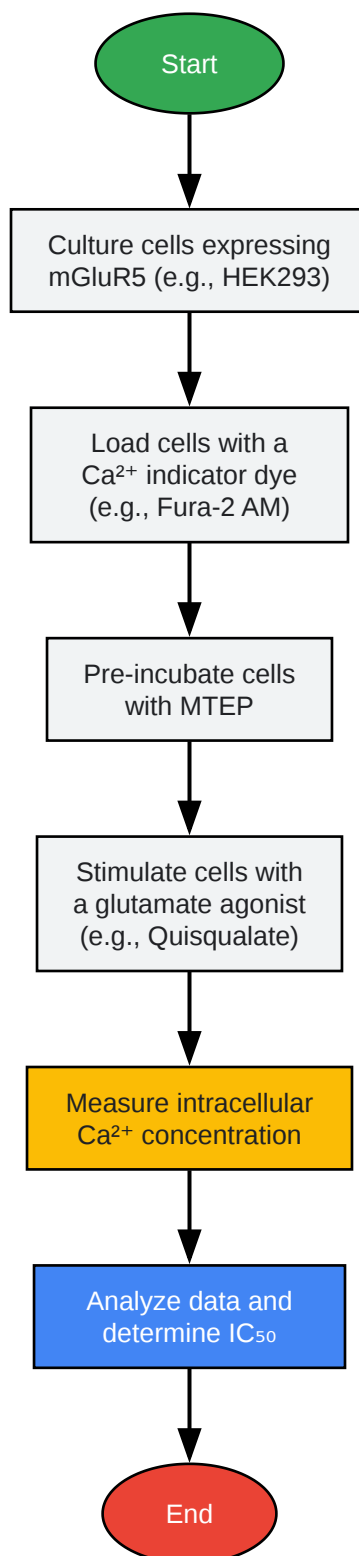 Start
Culture cells expressing
mGluR5 (e.g., HEK293)
Load cells with a
Ca²⁺ indicator dye
(e.g., Fura-2 AM)
Pre-incubate cells
with MTEP
Stimulate cells with
a glutamate agonist
(e.g., Quisqualate)
Measure intracellular
Ca²⁺ concentration
Analyze data and
determine IC₅₀
End